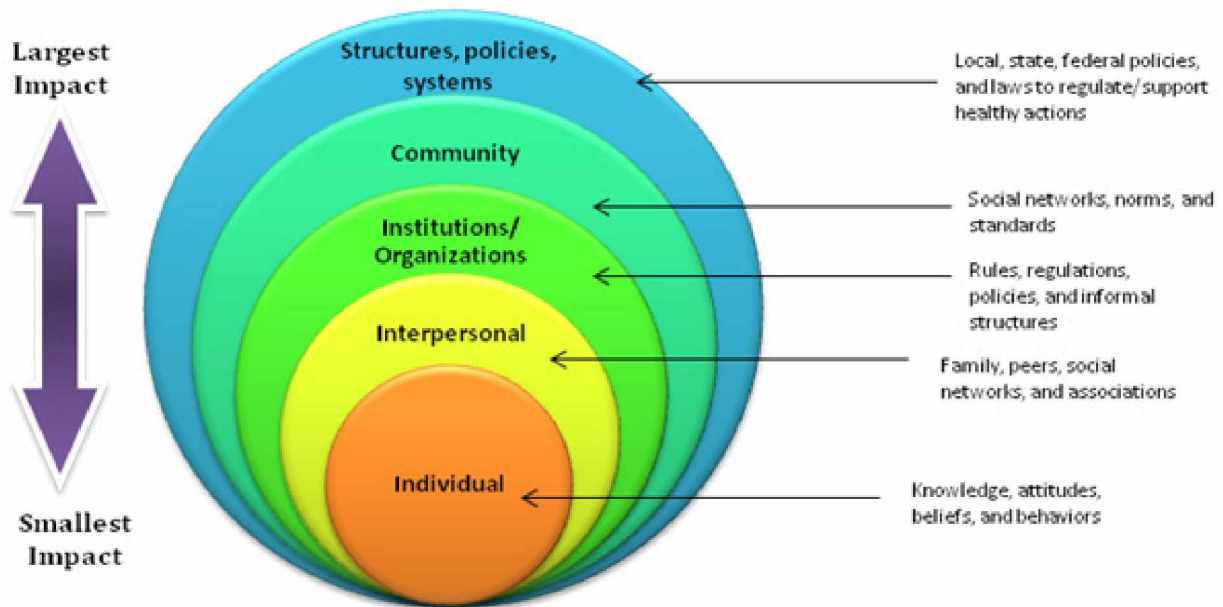 Largest
Impact
Smallest
Impact
Structures, policies,
systems
Community
Institutions/
Organizations
Interpersonal
Individual
Local, state, federal policies,
and laws to regulate/support
healthy actions
Social networks, norms, and
standards
Rules, regulations,
policies, and informal
structures
Family, peers, social
networks, and associations
Knowledge, attitudes,
beliefs, and behaviors